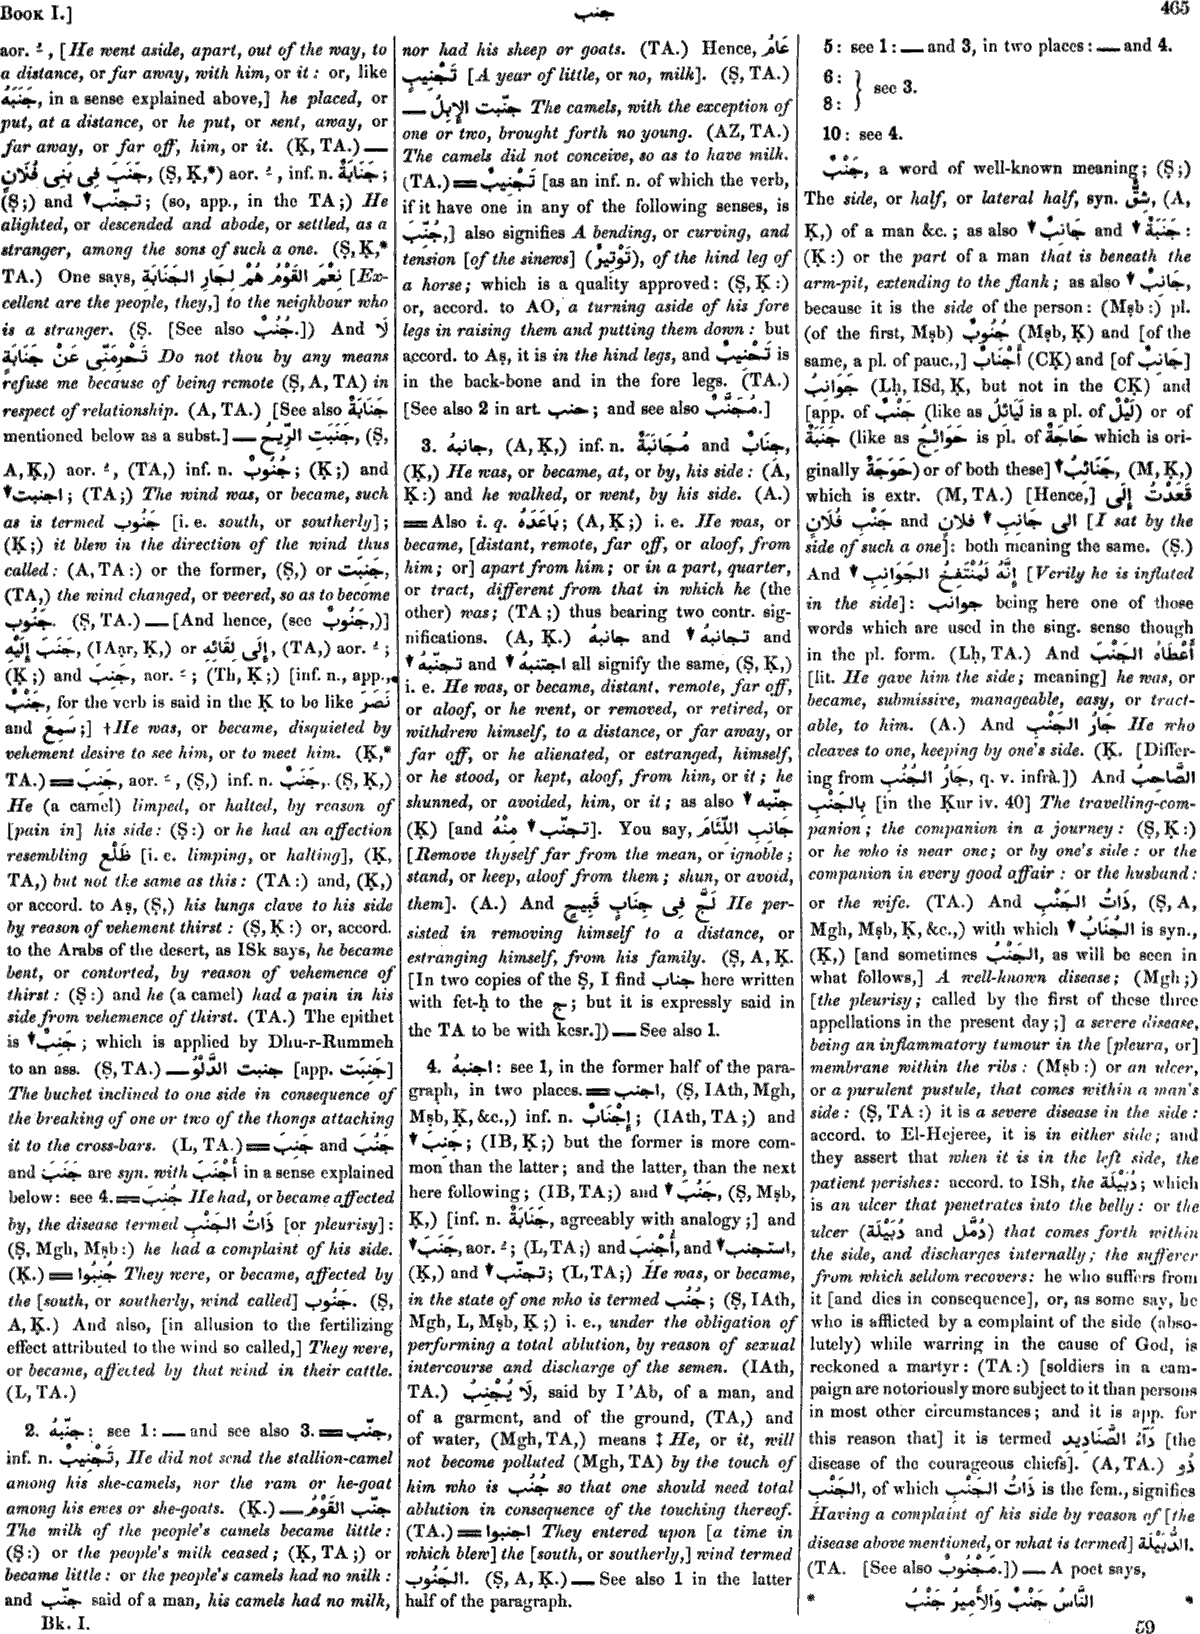 BOOK I.]
جنب
465
aor. ـُ , [He went aside, apart, out of the way, to
a distance, or far away, with him, or it: or, like
جَنَبَهُ, in a sense explained above,] he placed, or
put, at a distance, or he put, or sent, away, or
far away, or far off, him, or it. (Ḳ, TA.) —
جَنَبَ فِى بَنِى فُلَانٍ, (Ṣ, Ḳ,*) aor. ـُ , inf. n. جَنَابَةٌ;
(Ṣ;) and ▼تجنّب; (so, app., in the TA;) He
alighted, or descended and abode, or settled, as a
stranger, among the sons of such a one. (Ṣ, Ḳ,*
TA.) One says, نِعْمَ القَوْمُ هُمْ لِجَارِ الجَنَابَةِ [Ex-
cellent are the people, they,] to the neighbour who
is a stranger. (Ṣ. [See also جُنُبٌ.]) And لَا
تَحْرِمَنِّى عَنْ جَنَابَةٍ Do not thou by any means
refuse me because of being remote (Ṣ, A, TA) in
respect of relationship. (A, TA.) [See also جَنَابَةٌ
mentioned below as a subst.] — جَنَبَتِ الرِّيحُ, (Ṣ,
A, Ḳ,) aor. ـُ , (TA,) inf. n. جُنُوبٌ; (Ḳ;) and
▼اجنبت; (TA;) The wind was, or became, such
as is termed جَنُوب [i. e. south, or southerly];
(Ḳ;) it blew in the direction of the wind thus
called: (A, TA:) or the former, (Ṣ,) or جَنِبَت,
(TA,) the wind changed, or veered, so as to become
جَنُوب. (Ṣ, TA.) — [And hence, (see جَنُوبٌ,)]
جَنَبَ إِلَيْهِ, (IAạr, Ḳ,) or إِلَى لِقَائِهِ, (TA,) aor. ـُ ;
(Ḳ;) and جَنِبَ, aor. ـَ ; (Th, Ḳ;) [inf. n., app.,
جَنْبٌ, for the verb is said in the Ḳ to be like نَصَرَ
and سَمِعَ;] †He was, or became, disquieted by
vehement desire to see him, or to meet him. (Ḳ,*
TA.) = جَنِبَ, aor. ـَ , (Ṣ,) inf. n. جَنَبٌ, (Ṣ, Ḳ,)
He (a camel) limped, or halted, by reason of
[pain in] his side: (Ṣ:) or he had an affection
resembling ظَلْع [i. e. limping, or halting], (Ḳ,
TA,) but not the same as this: (TA:) and, (Ḳ,)
or accord. to Aṣ, (Ṣ,) his lungs clave to his side
by reason of vehement thirst: (Ṣ, Ḳ:) or, accord.
to the Arabs of the desert, as ISk says, he became
bent, or contorted, by reason of vehemence of
thirst: (Ṣ:) and he (a camel) had a pain in his
side from vehemence of thirst. (TA.) The epithet
is ▼جَنِبٌ; which is applied by Dhu-r-Rummeh
to an ass. (Ṣ, TA.) — جنبت الدَّلْوُ [app. جَنِبَت]
The bucket inclined to one side in consequence of
the breaking of one or two of the thongs attaching
it to the cross-bars. (L, TA.) = جَنِبَ and جَنُبَ
and جَنَبَ are syn. with أَجْنَبَ in a sense explained
below: see 4. = جُنِبَ He had, or became affected
by, the disease termed ذَاتُ الجَنْبِ [or pleurisy]:
(Ṣ, Mgh, Mṣb:) he had a complaint of his side.
(Ḳ.) = جُنِبُوا They were, or became, affected by
the [south, or southerly, wind called] جَنُوب. (Ṣ,
A, Ḳ.) And also, [in allusion to the fertilizing
effect attributed to the wind so called,] They were,
or became, affected by that wind in their cattle.
(L, TA.)
2. جنّبهُ: see 1: — and see also 3. = جنّب,
inf. n. تَجْنِيبٌ, He did not send the stallion-camel
among his she-camels, nor the ram or he-goat
among his ewes or she-goats. (Ḳ.) — جنّب القَوْمُ
The milk of the people's camels became little:
(Ṣ:) or the people's milk ceased; (Ḳ, TA;) or
became little: or the people's camels had no milk:
and جنّب said of a man, his camels had no milk,
nor had his sheep or goats. (TA.) Hence, عَامُ
تَجْنِيبٍ [A year of little, or no, milk]. (Ṣ, TA.)
— جنّبت الإِبِلُ The camels, with the exception of
one or two, brought forth no young. (AZ, TA.)
The camels did not conceive, so as to have milk.
(TA.) = تَجْنِيبٌ [as an inf. n. of which the verb,
if it have one in any of the following senses, is
جُنِّبَ,] also signifies A bending, or curving, and
tension [of the sinews] (تَوْتِيرٌ), of the hind leg of
a horse; which is a quality approved: (Ṣ, Ḳ:)
or, accord. to AO, a turning aside of his fore
legs in raising them and putting them down: but
accord. to Aṣ, it is in the hind legs, and تَحْنِيبٌ is
in the back-bone and in the fore legs. (TA.)
[See also 2 in art. حنب; and see also مُجَنَّبٌ.]
3. جانبهُ, (A, Ḳ,) inf. n. مُجَانَبَةٌ and جِنَابٌ,
(Ḳ,) He was, or became, at, or by, his side: (A,
Ḳ:) and he walked, or went, by his side. (A.)
= Also i. q. بَاعَدَهُ; (A, Ḳ;) i. e. He was, or
became, [distant, remote, far off, or aloof, from
him; or] apart from him; or in a part, quarter,
or tract, different from that in which he (the
other) was; (TA;) thus bearing two contr. sig-
nifications. (A, Ḳ.) جانبهُ and ▼تجانبهُ and
▼تجنّبهُ and ▼اجتنبهُ all signify the same, (Ṣ, Ḳ,)
i. e. He was, or became, distant, remote, far off,
or aloof, or he went, or removed, or retired, or
withdrew himself, to a distance, or far away, or
far off, or he alienated, or estranged, himself,
or he stood, or kept, aloof, from him, or it; he
shunned, or avoided, him, or it; as also ▼جنّبه
(Ḳ) [and مِنْهُ ▼تجنّب]. You say, جَانِبِ اللِّئَامَ
[Remove thyself far from the mean, or ignoble;
stand, or keep, aloof from them; shun, or avoid,
them]. (A.) And لَجَّ فِى جِنَابٍ قَبِيحٍ He per-
sisted in removing himself to a distance, or
estranging himself, from his family. (Ṣ, A, Ḳ.
[In two copies of the Ṣ, I find جناب here written
with fet-ḥ to the ج; but it is expressly said in
the TA to be with kesr.]) — See also 1.
4. اجنبهُ: see 1, in the former half of the para-
graph, in two places. = اجنب, (Ṣ, IAth, Mgh,
Mṣb, Ḳ, &c.,) inf. n. إِجْنَابٌ; (IAth, TA;) and
▼جَنِبَ; (IB, Ḳ;) but the former is more com-
mon than the latter; and the latter, than the next
here following; (IB, TA;) and ▼جَنُبَ, (Ṣ, Mṣb,
Ḳ,) [inf. n. جَنَابَةٌ, agreeably with analogy;] and
▼جَنَبَ, aor. ـُ ; (L, TA;) and أُجْنِبَ, and ▼استجنب,
(Ḳ,) and ▼تجنّب; (L, TA;) He was, or became,
in the state of one who is termed جُنُب; (Ṣ, IAth,
Mgh, L, Mṣb, Ḳ;) i. e., under the obligation of
performing a total ablution, by reason of sexual
intercourse and discharge of the semen. (IAth,
TA.) لَا يُجْنِبُ, said by I'Ab, of a man, and
of a garment, and of the ground, (TA,) and
of water, (Mgh, TA,) means ‡ He, or it, will
not become polluted (Mgh, TA) by the touch of
him who is جُنُب so that one should need total
ablution in consequence of the touching thereof.
(TA.) = اجنبوا They entered upon [a time in
which blew] the [south, or southerly,] wind termed
الجَنُوب. (Ṣ, A, Ḳ.) — See also 1 in the latter
half of the paragraph.
5: see 1: — and 3, in two places: — and 4.
6: } see 3.
8: }
10: see 4.
جَنْبٌ, a word of well-known meaning; (Ṣ;)
The side, or half, or lateral half, syn. شِقٌّ, (A,
Ḳ,) of a man &c.; as also ▼جَانِبٌ and ▼جَنَبَةٌ:
(Ḳ:) or the part of a man that is beneath the
arm-pit, extending to the flank; as also ▼جَانِبٌ,
because it is the side of the person: (Mṣb:) pl.
(of the first, Mṣb) جُنُوبٌ (Mṣb, Ḳ) and [of the
same, a pl. of pauc.,] أَجْنَابٌ (CḲ) and [of جَانِبٌ]
جَوَانِبُ (Lḥ, ISd, Ḳ, but not in the CḲ) and
[app. of جَنْبٌ (like as لَيَائِلُ is a pl. of لَيْلٌ) or of
جَنَبَةٌ (like as حَوَائِجُ is pl. of حَاجَةٌ which is ori-
ginally حَوَجَةٌ) or of both these] ▼جَنَائِبُ, (M, Ḳ,)
which is extr. (M, TA.) [Hence,] قَعَدْتُ إِلَى
جَنْبِ فُلَانٍ and الى جَانِبِ ▼ فلان [I sat by the
side of such a one]: both meaning the same. (Ṣ.)
And ▼إِنَّهُ لَمُنْتَفِخُ الجَوَانِبِ [Verily he is inflated
in the side]: جوانب being here one of those
words which are used in the sing. sense though
in the pl. form. (Lḥ, TA.) And أَعْطَاهُ الجَنْبَ
[lit. He gave him the side; meaning] he was, or
became, submissive, manageable, easy, or tract-
able, to him. (A.) And جَارُ الجَنْبِ He who
cleaves to one, keeping by one's side. (Ḳ. [Differ-
ing from جَارُ الجُنُبِ, q. v. infrà.]) And الصَّاحِبُ
بِالجَنْبِ [in the Ḳur iv. 40] The travelling-com-
panion; the companion in a journey: (Ṣ, Ḳ:)
or he who is near one; or by one's side: or the
companion in every good affair: or the husband:
or the wife. (TA.) And ذَاتُ الجَنْبِ, (Ṣ, A,
Mgh, Mṣb, Ḳ, &c.,) with which ▼الجُنَابُ is syn.,
(Ḳ,) [and sometimes الجَنْبُ, as will be seen in
what follows,] A well-known disease; (Mgh;)
[the pleurisy; called by the first of these three
appellations in the present day;] a severe disease,
being an inflammatory tumour in the [pleura, or]
membrane within the ribs: (Mṣb:) or an ulcer,
or a purulent pustule, that comes within a man's
side: (Ṣ, TA:) it is a severe disease in the side:
accord. to El-Hejeree, it is in either side; and
they assert that when it is in the left side, the
patient perishes: accord. to ISh, the دُبَيْلَة; which
is an ulcer that penetrates into the belly: or the
ulcer (دُبَيْلَة and دُمَّل) that comes forth within
the side, and discharges internally; the sufferer
from which seldom recovers: he who suffers from
it [and dies in consequence], or, as some say, he
who is afflicted by a complaint of the side (abso-
lutely) while warring in the cause of God, is
reckoned a martyr: (TA:) [soldiers in a cam-
paign are notoriously more subject to it than persons
in most other circumstances; and it is app. for
this reason that] it is termed دَآءُ الصَّنَادِيدِ [the
disease of the courageous chiefs]. (A, TA.) ذُو
الجَنْبِ, of which ذَاتُ الجَنْبِ is the fem., signifies
Having a complaint of his side by reason of [the
disease above mentioned, or what is termed] الدُّبَيْلَة.
(TA. [See also مَجْنُوبٌ.]) — A poet says,
* النَّاسُ جَنْبٌ وَالأَمِيرُ جَنْبُ *
Bk. I.
59